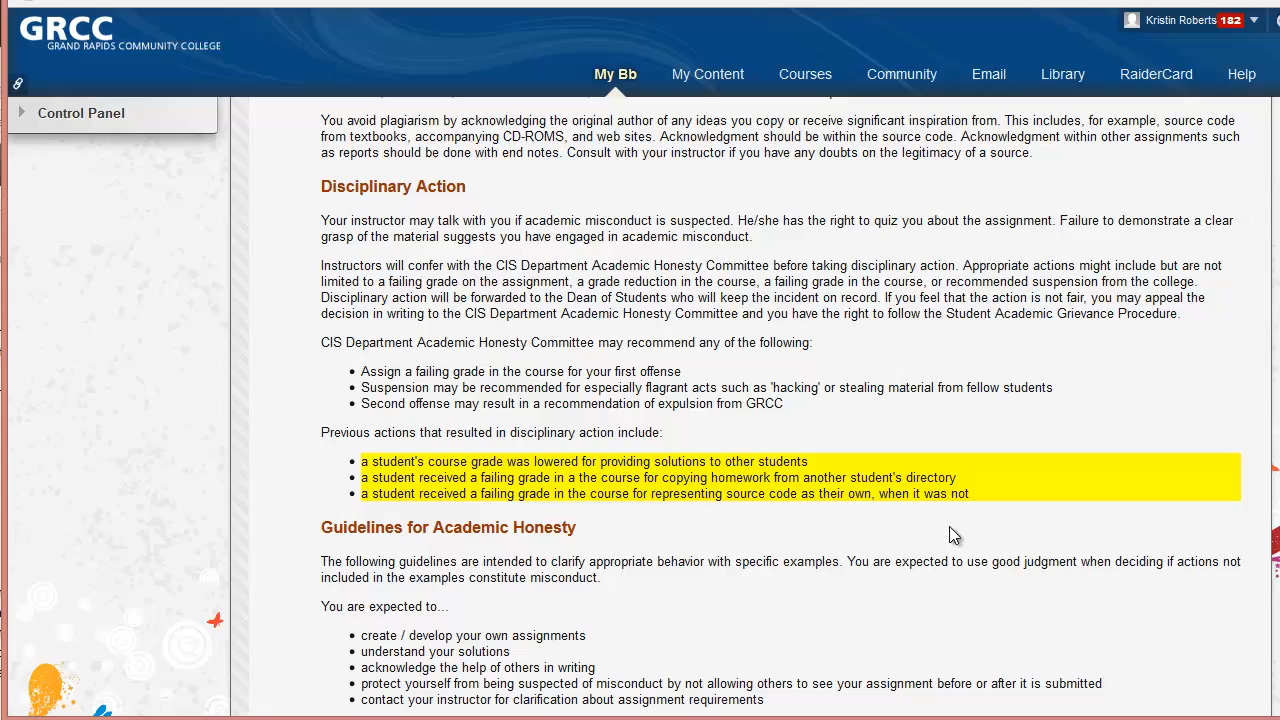 GRCC
GRAND RAPIDS COMMUNITY COLLEGE
Kristin Roberts 182
My Bb My Content Courses Community Email Library RaiderCard Help
Control Panel
You avoid plagiarism by acknowledging the original author of any ideas you copy or receive significant inspiration from. This includes, for example, source code
from textbooks, accompanying CD-ROMS, and web sites. Acknowledgment should be within the source code. Acknowledgment within other assignments such
as reports should be done with end notes. Consult with your instructor if you have any doubts on the legitimacy of a source.
Disciplinary Action
Your instructor may talk with you if academic misconduct is suspected. He/she has the right to quiz you about the assignment. Failure to demonstrate a clear
grasp of the material suggests you have engaged in academic misconduct.
Instructors will confer with the CIS Department Academic Honesty Committee before taking disciplinary action. Appropriate actions might include but are not
limited to a failing grade on the assignment, a grade reduction in the course, a failing grade in the course, or recommended suspension from the college.
Disciplinary action will be forwarded to the Dean of Students who will keep the incident on record. If you feel that the action is not fair, you may appeal the
decision in writing to the CIS Department Academic Honesty Committee and you have the right to follow the Student Academic Grievance Procedure.
CIS Department Academic Honesty Committee may recommend any of the following:
• Assign a failing grade in the course for your first offense
• Suspension may be recommended for especially flagrant acts such as 'hacking' or stealing material from fellow students
• Second offense may result in a recommendation of expulsion from GRCC
Previous actions that resulted in disciplinary action include:
• a student's course grade was lowered for providing solutions to other students
• a student received a failing grade in a the course for copying homework from another student's directory
• a student received a failing grade in the course for representing source code as their own, when it was not
Guidelines for Academic Honesty
The following guidelines are intended to clarify appropriate behavior with specific examples. You are expected to use good judgment when deciding if actions not
included in the examples constitute misconduct.
You are expected to...
• create / develop your own assignments
• understand your solutions
• acknowledge the help of others in writing
• protect yourself from being suspected of misconduct by not allowing others to see your assignment before or after it is submitted
• contact your instructor for clarification about assignment requirements